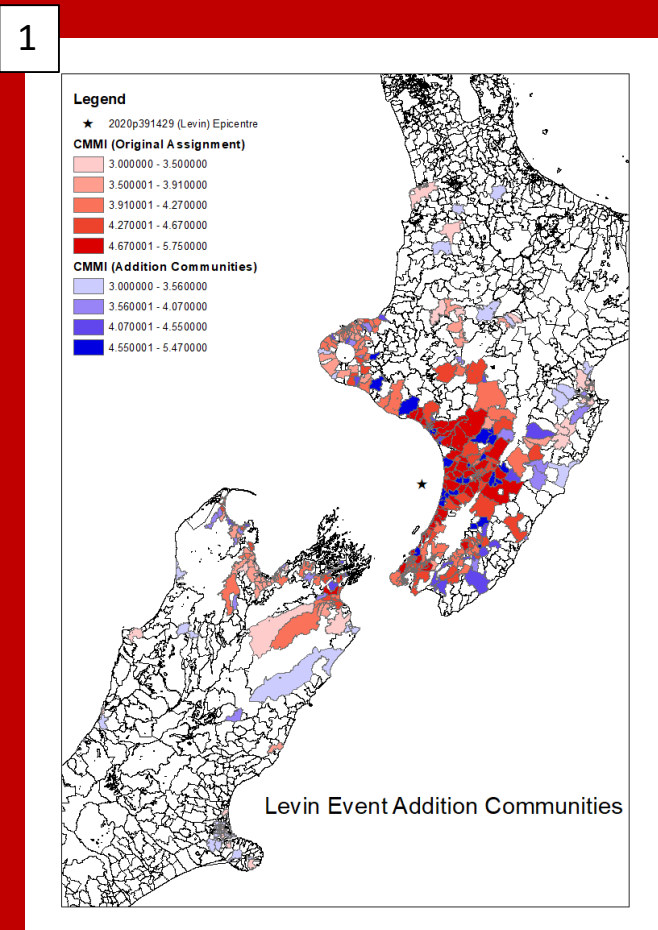 1
Legend
2020p391429 (Levin) Epicentre
CMMI (Original Assignment)
3.000000 - 3.500000
3.500001 - 3.910000
3.910001 - 4.270000
4.270001 - 4.670000
4.670001 - 5.750000
CMMI (Addition Communities)
3.000000 - 3.560000
3.560001 - 4.070000
4.070001 - 4.550000
4.550001 - 5.470000
Levin Event Addition Communities